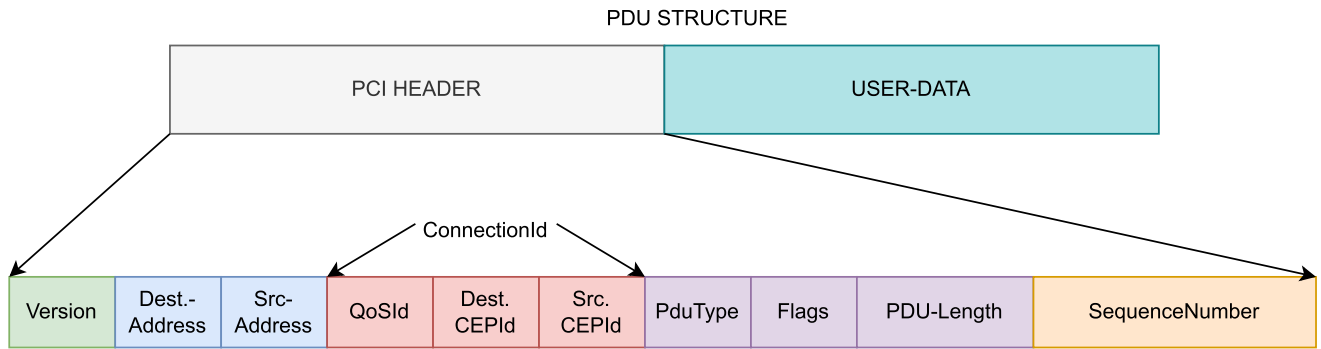 PDU STRUCTURE
PCI HEADER
USER-DATA
ConnectionId
Version
Dest.-
Address
Src-
Address
QoSId
Dest.
CEPId
Src.
CEPId
PduType
Flags
PDU-Length
SequenceNumber